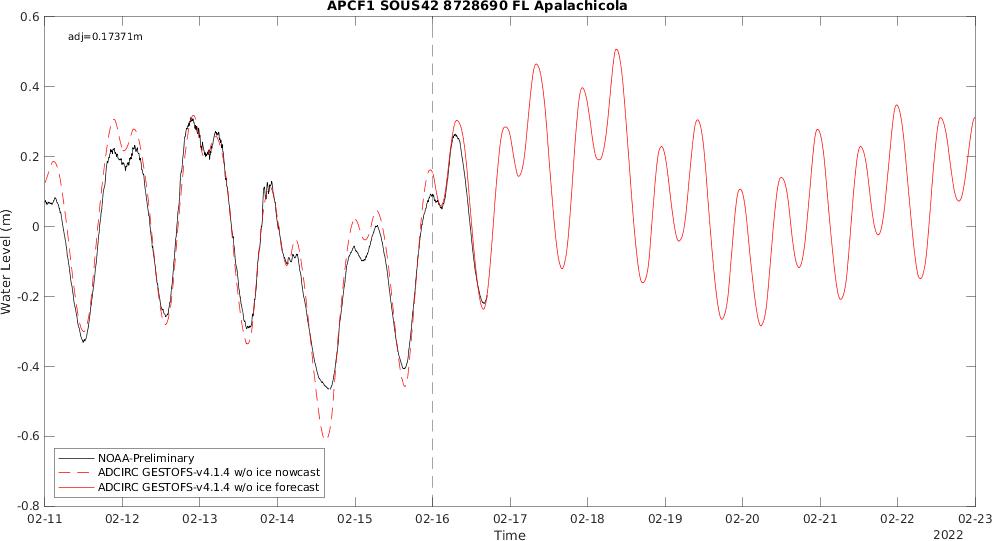 APCF1 SOUS42 8728690 FL Apalachicola
adj=0.17371m
0.6
0.4
0.2
0
-0.2
-0.4
-0.6
-0.8
Water Level (m)
NOAA-Preliminary
ADCIRC GESTOFS-v4.1.4 w/o ice nowcast
ADCIRC GESTOFS-v4.1.4 w/o ice forecast
02-11 02-12 02-13 02-14 02-15 02-16 02-17 02-18 02-19 02-20 02-21 02-22 02-23
Time
2022